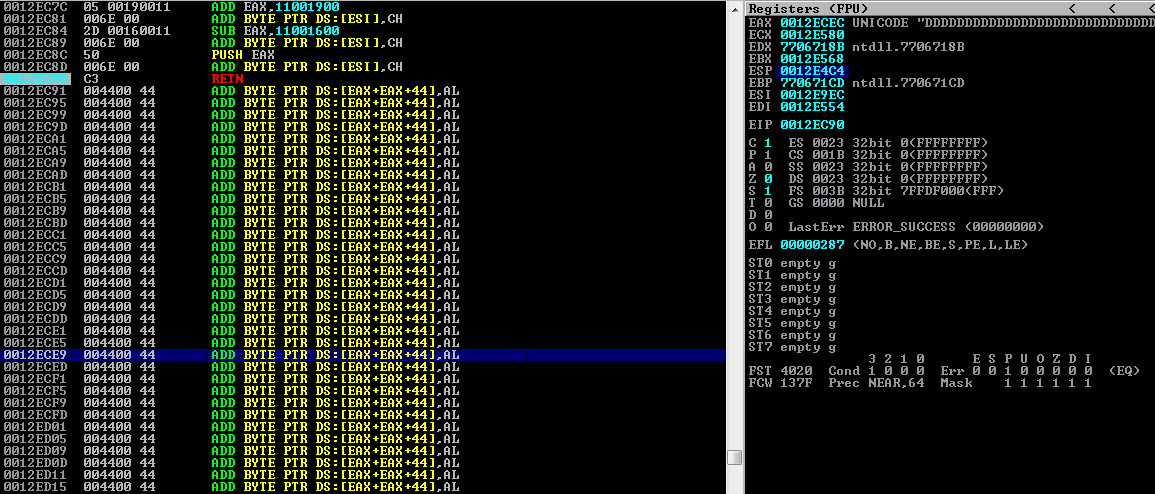 0012EC7C 05 00190011 ADD EAX,11001900
0012EC81 006E 00 ADD BYTE PTR DS:[ESI],CH
0012EC84 2D 00160011 SUB EAX,11001600
0012EC89 006E 00 ADD BYTE PTR DS:[ESI],CH
0012EC8C 50 PUSH EAX
0012EC8D 006E 00 ADD BYTE PTR DS:[ESI],CH
0012EC90 C3 RETN
0012EC91 004400 44 ADD BYTE PTR DS:[EAX+EAX+44],AL
0012EC95 004400 44 ADD BYTE PTR DS:[EAX+EAX+44],AL
0012EC99 004400 44 ADD BYTE PTR DS:[EAX+EAX+44],AL
0012EC9D 004400 44 ADD BYTE PTR DS:[EAX+EAX+44],AL
0012ECA1 004400 44 ADD BYTE PTR DS:[EAX+EAX+44],AL
0012ECA5 004400 44 ADD BYTE PTR DS:[EAX+EAX+44],AL
0012ECA9 004400 44 ADD BYTE PTR DS:[EAX+EAX+44],AL
0012ECAD 004400 44 ADD BYTE PTR DS:[EAX+EAX+44],AL
0012ECB1 004400 44 ADD BYTE PTR DS:[EAX+EAX+44],AL
0012ECB5 004400 44 ADD BYTE PTR DS:[EAX+EAX+44],AL
0012ECB9 004400 44 ADD BYTE PTR DS:[EAX+EAX+44],AL
0012ECBD 004400 44 ADD BYTE PTR DS:[EAX+EAX+44],AL
0012ECC1 004400 44 ADD BYTE PTR DS:[EAX+EAX+44],AL
0012ECC5 004400 44 ADD BYTE PTR DS:[EAX+EAX+44],AL
0012ECC9 004400 44 ADD BYTE PTR DS:[EAX+EAX+44],AL
0012ECCD 004400 44 ADD BYTE PTR DS:[EAX+EAX+44],AL
0012ECD1 004400 44 ADD BYTE PTR DS:[EAX+EAX+44],AL
0012ECD5 004400 44 ADD BYTE PTR DS:[EAX+EAX+44],AL
0012ECD9 004400 44 ADD BYTE PTR DS:[EAX+EAX+44],AL
0012ECDD 004400 44 ADD BYTE PTR DS:[EAX+EAX+44],AL
0012ECE1 004400 44 ADD BYTE PTR DS:[EAX+EAX+44],AL
0012ECE5 004400 44 ADD BYTE PTR DS:[EAX+EAX+44],AL
0012ECE9 004400 44 ADD BYTE PTR DS:[EAX+EAX+44],AL
0012ECED 004400 44 ADD BYTE PTR DS:[EAX+EAX+44],AL
0012ECF1 004400 44 ADD BYTE PTR DS:[EAX+EAX+44],AL
0012ECF5 004400 44 ADD BYTE PTR DS:[EAX+EAX+44],AL
0012ECF9 004400 44 ADD BYTE PTR DS:[EAX+EAX+44],AL
0012ECFD 004400 44 ADD BYTE PTR DS:[EAX+EAX+44],AL
0012ED01 004400 44 ADD BYTE PTR DS:[EAX+EAX+44],AL
0012ED05 004400 44 ADD BYTE PTR DS:[EAX+EAX+44],AL
0012ED09 004400 44 ADD BYTE PTR DS:[EAX+EAX+44],AL
0012ED0D 004400 44 ADD BYTE PTR DS:[EAX+EAX+44],AL
0012ED11 004400 44 ADD BYTE PTR DS:[EAX+EAX+44],AL
0012ED15 004400 44 ADD BYTE PTR DS:[EAX+EAX+44],AL
Registers (FPU) < < <
EAX 0012ECEC UNICODE "DDDDDDDDDDDDDDDDDDDDDDDDDDDDDD
ECX 0012E580
EDX 7706718B ntdll.7706718B
EBX 0012E568
ESP 0012E4C4
EBP 770671CD ntdll.770671CD
ESI 0012E9EC
EDI 0012E554
EIP 0012EC90
C 1 ES 0023 32bit 0(FFFFFFFF)
P 1 CS 001B 32bit 0(FFFFFFFF)
A 0 SS 0023 32bit 0(FFFFFFFF)
Z 0 DS 0023 32bit 0(FFFFFFFF)
S 1 FS 003B 32bit 7FFDF000(FFF)
T 0 GS 0000 NULL
D 0
O 0 LastErr ERROR_SUCCESS (00000000)
EFL 00000287 (NO,B,NE,BE,S,PE,L,LE)
ST0 empty g
ST1 empty g
ST2 empty g
ST3 empty g
ST4 empty g
ST5 empty g
ST6 empty g
ST7 empty g
3 2 1 0 E S P U O Z D I
FST 4020 Cond 1 0 0 0 Err 0 0 1 0 0 0 0 0 (EQ)
FCW 137F Prec NEAR,64 Mask 1 1 1 1 1 1